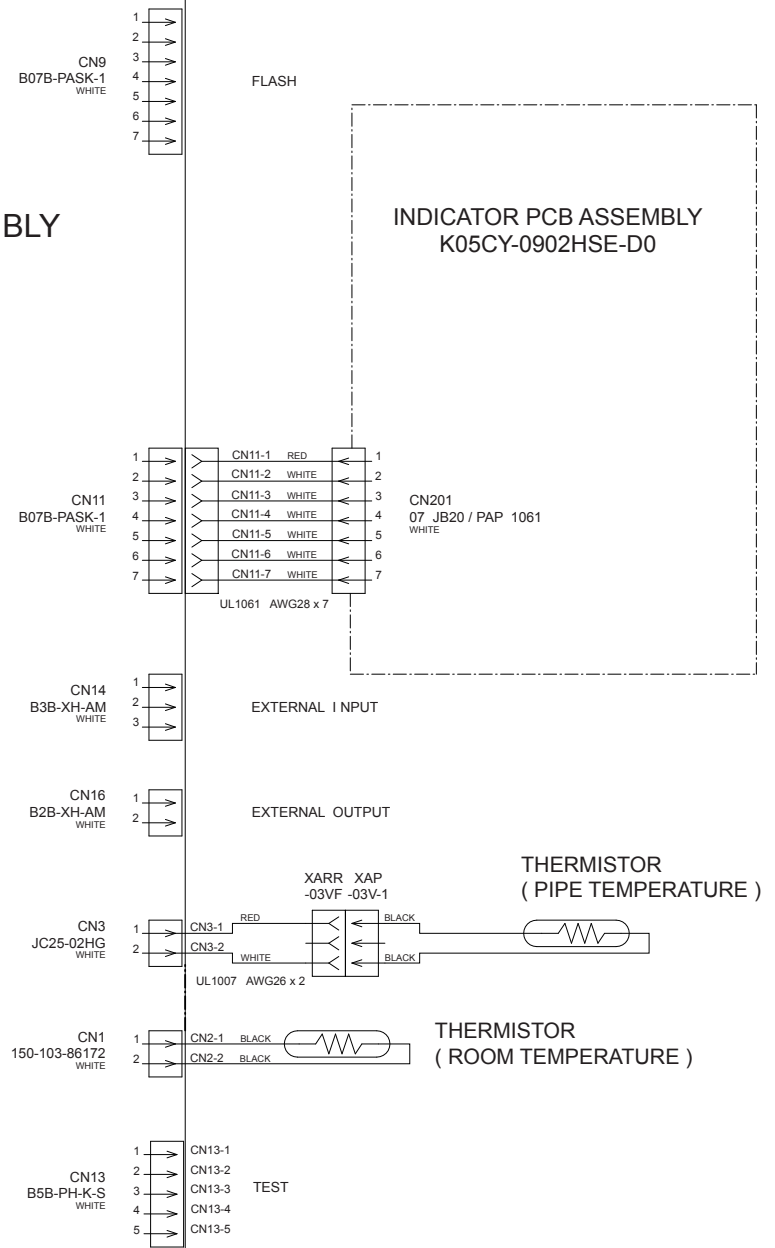 CN9
B07B-PASK-1
WHITE
1
2
3
4
5
6
7
FLASH
BLY
INDICATOR PCB ASSEMBLY
K05CY-0902HSE-D0
CN11
B07B-PASK-1
WHITE
1
2
3
4
5
6
7
CN11-1 RED
CN11-2 WHITE
CN11-3 WHITE
CN11-4 WHITE
CN11-5 WHITE
CN11-6 WHITE
CN11-7 WHITE
UL1061 AWG28 x 7
1
2
3
4
5
6
7
CN201
07 JB20 / PAP 1061
WHITE
CN14
B3B-XH-AM
WHITE
1
2
3
EXTERNAL I NPUT
CN16
B2B-XH-AM
WHITE
1
2
EXTERNAL OUTPUT
CN3
JC25-02HG
WHITE
1
2
CN3-1
CN3-2
RED
WHITE
UL1007 AWG26 x 2
XARR XAP
-03VF -03V-1
BLACK
BLACK
THERMISTOR
( PIPE TEMPERATURE )
CN1
150-103-86172
WHITE
1
2
CN2-1 BLACK
CN2-2 BLACK
THERMISTOR
( ROOM TEMPERATURE )
CN13
B5B-PH-K-S
WHITE
1
2
3
4
5
CN13-1
CN13-2
CN13-3
CN13-4
CN13-5
TEST